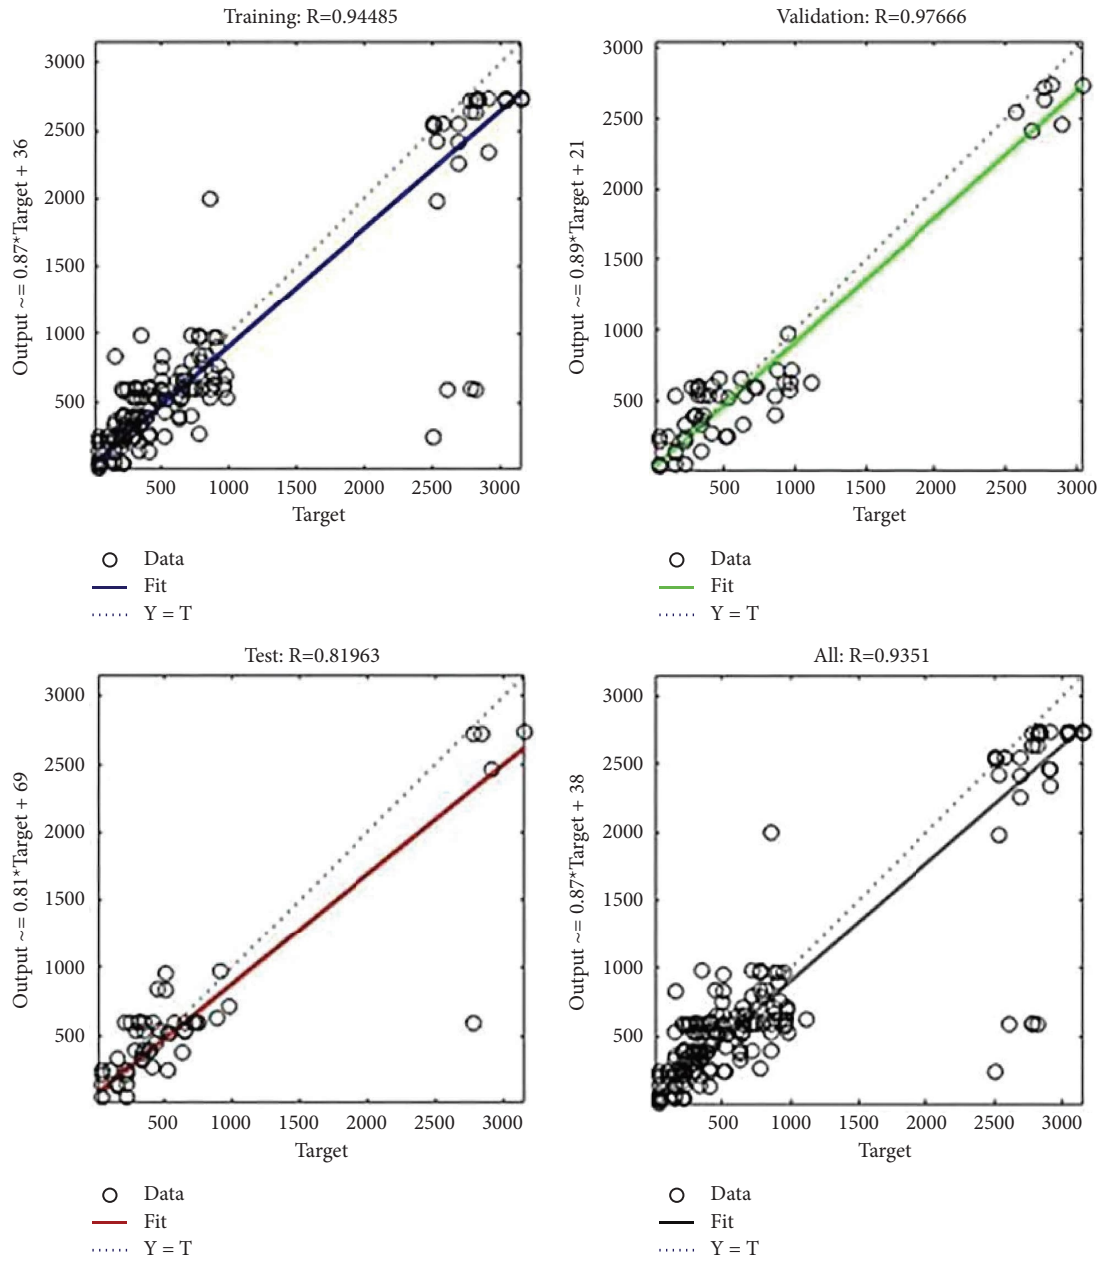 Training: R=0.94485
Output ~= 0.87*Target + 36
3000
2500
2000
1500
1000
500
500 1000 1500 2000 2500 3000
Target
Data
Fit
Y = T
Validation: R=0.97666
Output ~= 0.89*Target + 21
3000
2500
2000
1500
1000
500
500 1000 1500 2000 2500 3000
Target
Data
Fit
Y = T
Test: R=0.81963
Output ~= 0.81*Target + 69
3000
2500
2000
1500
1000
500
500 1000 1500 2000 2500 3000
Target
Data
Fit
Y = T
All: R=0.9351
Output ~= 0.87*Target + 38
3000
2500
2000
1500
1000
500
500 1000 1500 2000 2500 3000
Target
Data
Fit
Y = T